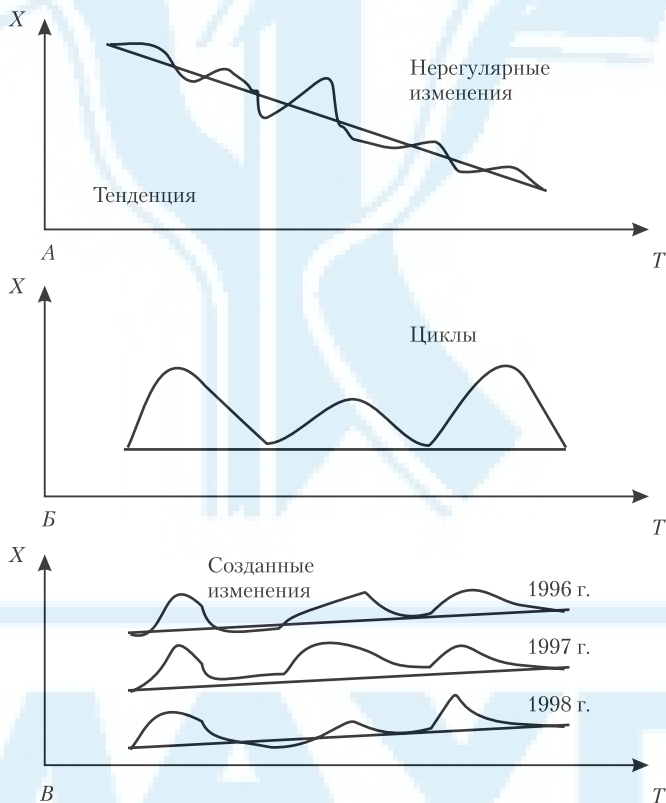 X
Нерегулярные
изменения
Тенденция
А
Т
X
Циклы
Б
Т
X
Созданные
изменения
1996 г.
1997 г.
1998 г.
В
Т